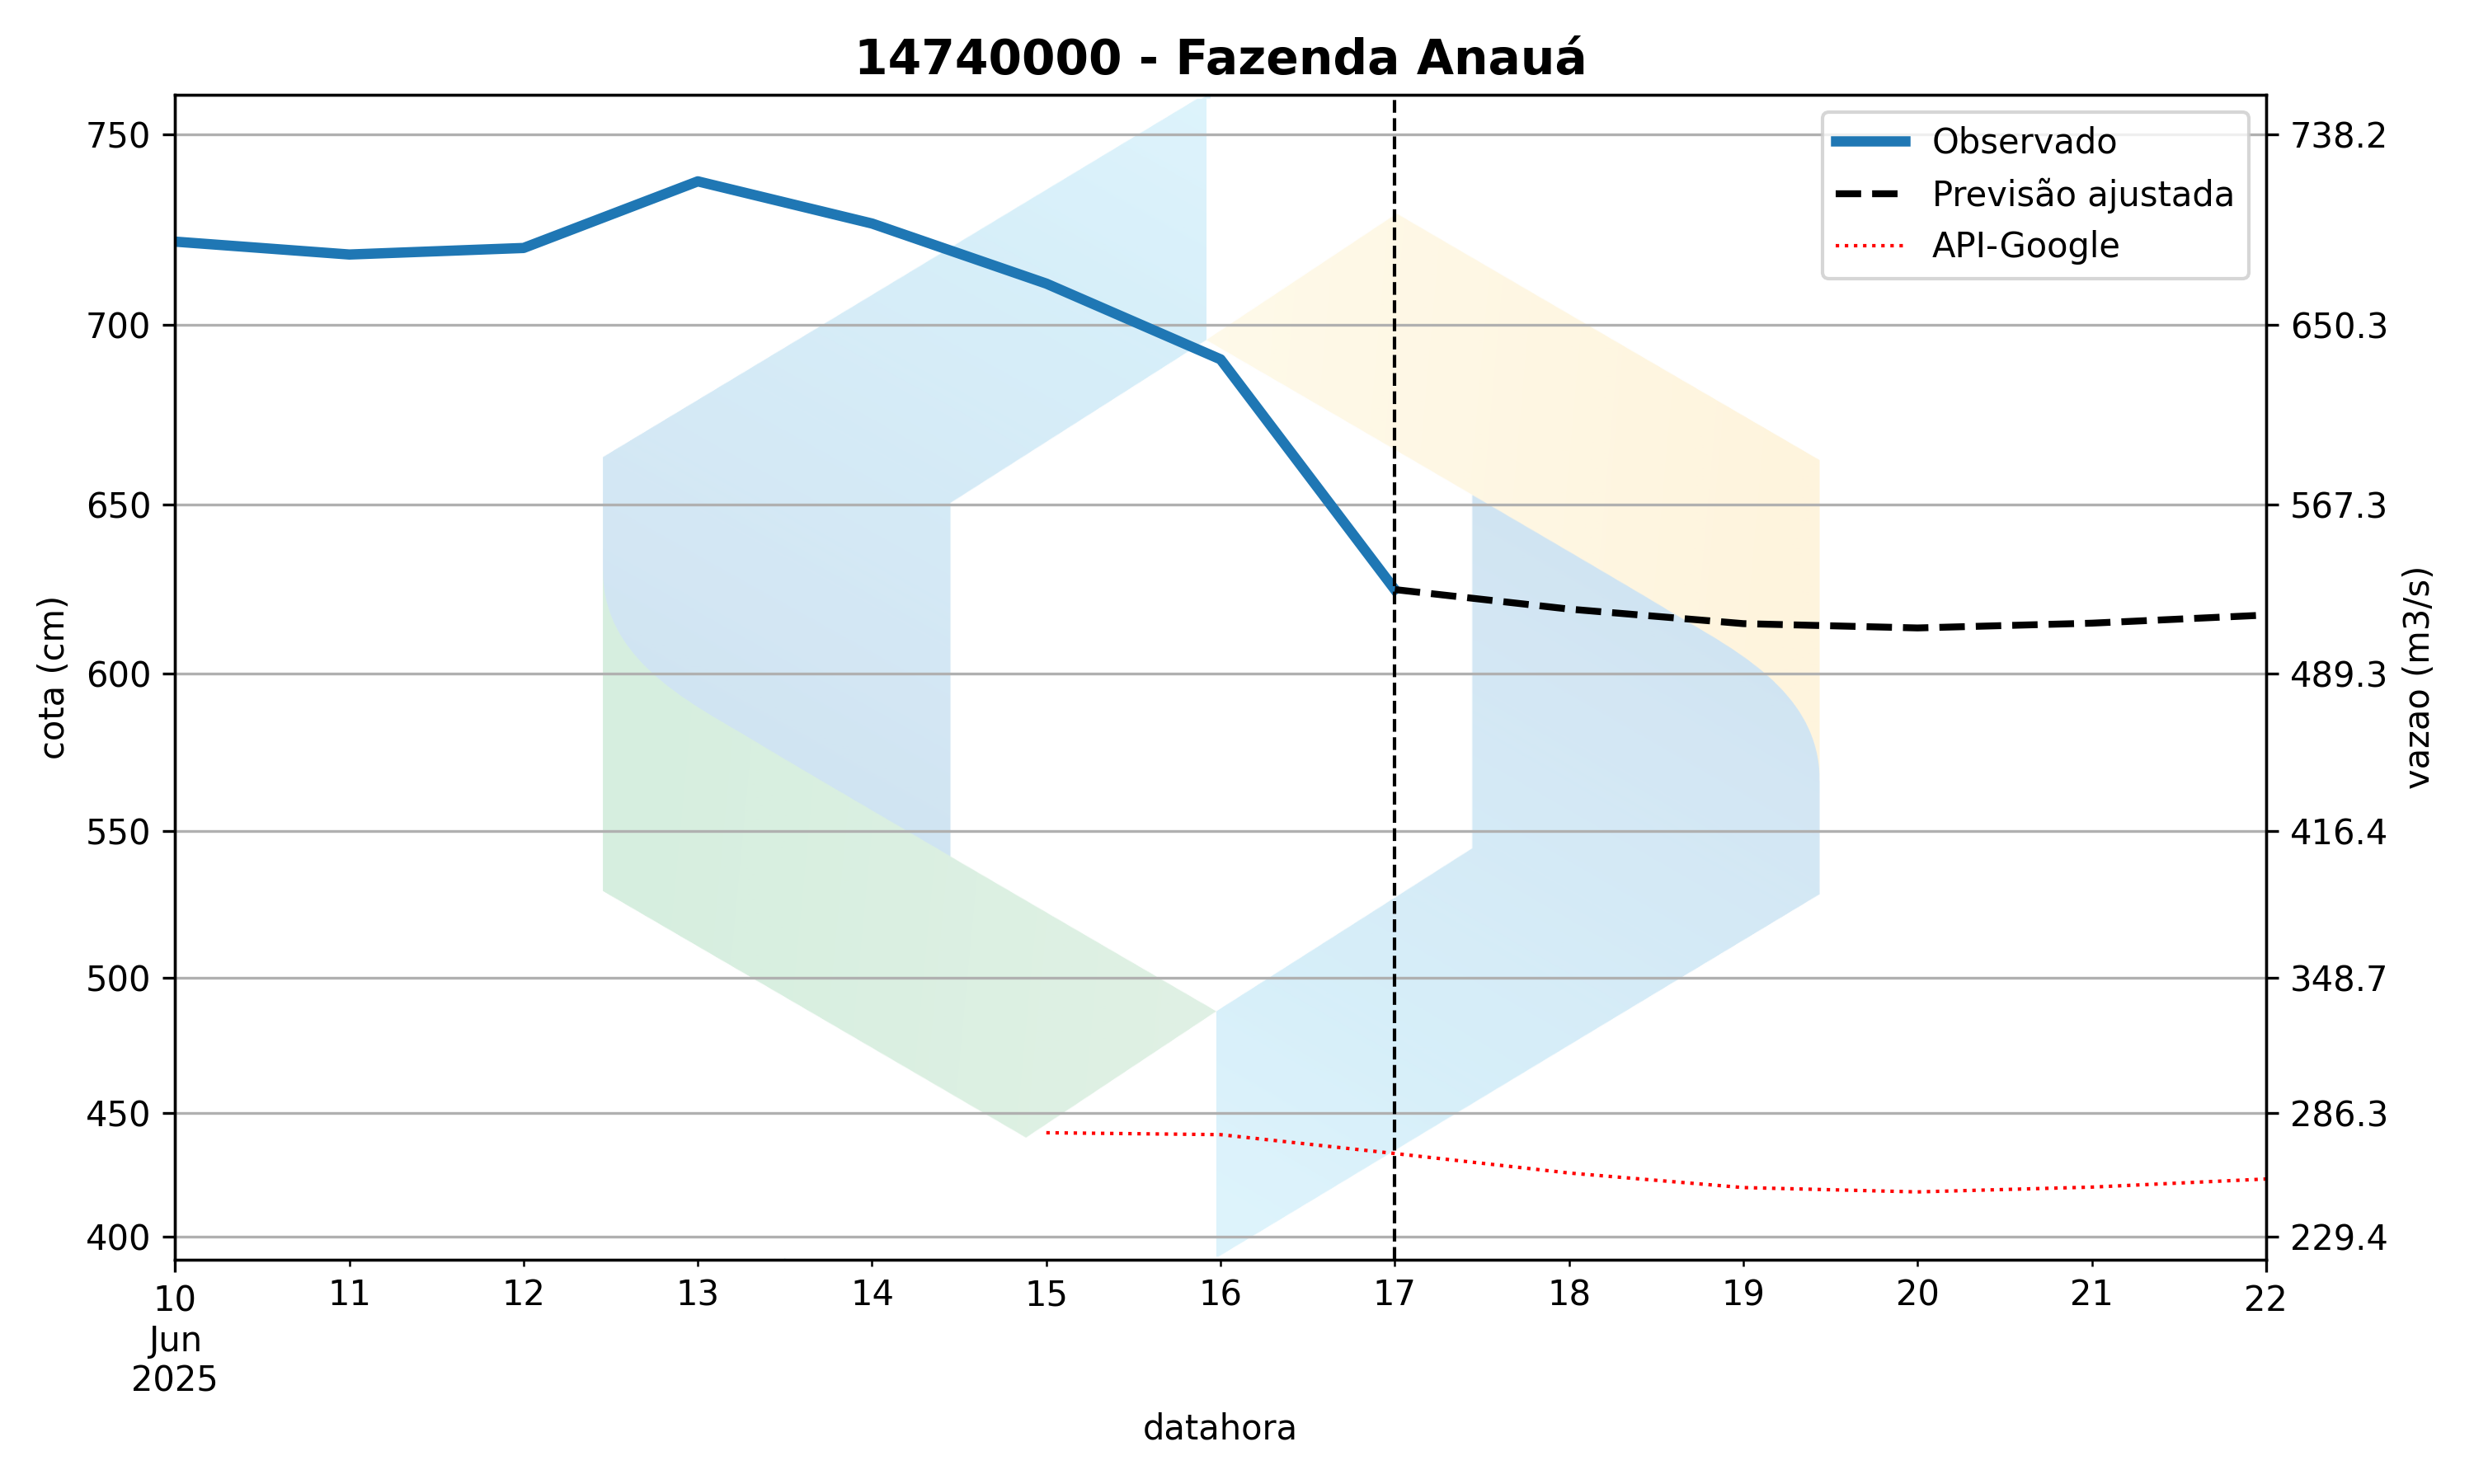 14740000 - Fazenda Anauá
Observado
Previsão ajustada
API-Google
cota (cm)
750
700
650
600
550
500
450
400
738.2
650.3
567.3
489.3
416.4
348.7
286.3
229.4
vazao (m3/s)
10 11 12 13 14 15 16 17 18 19 20 21 22
Jun
2025
datahora